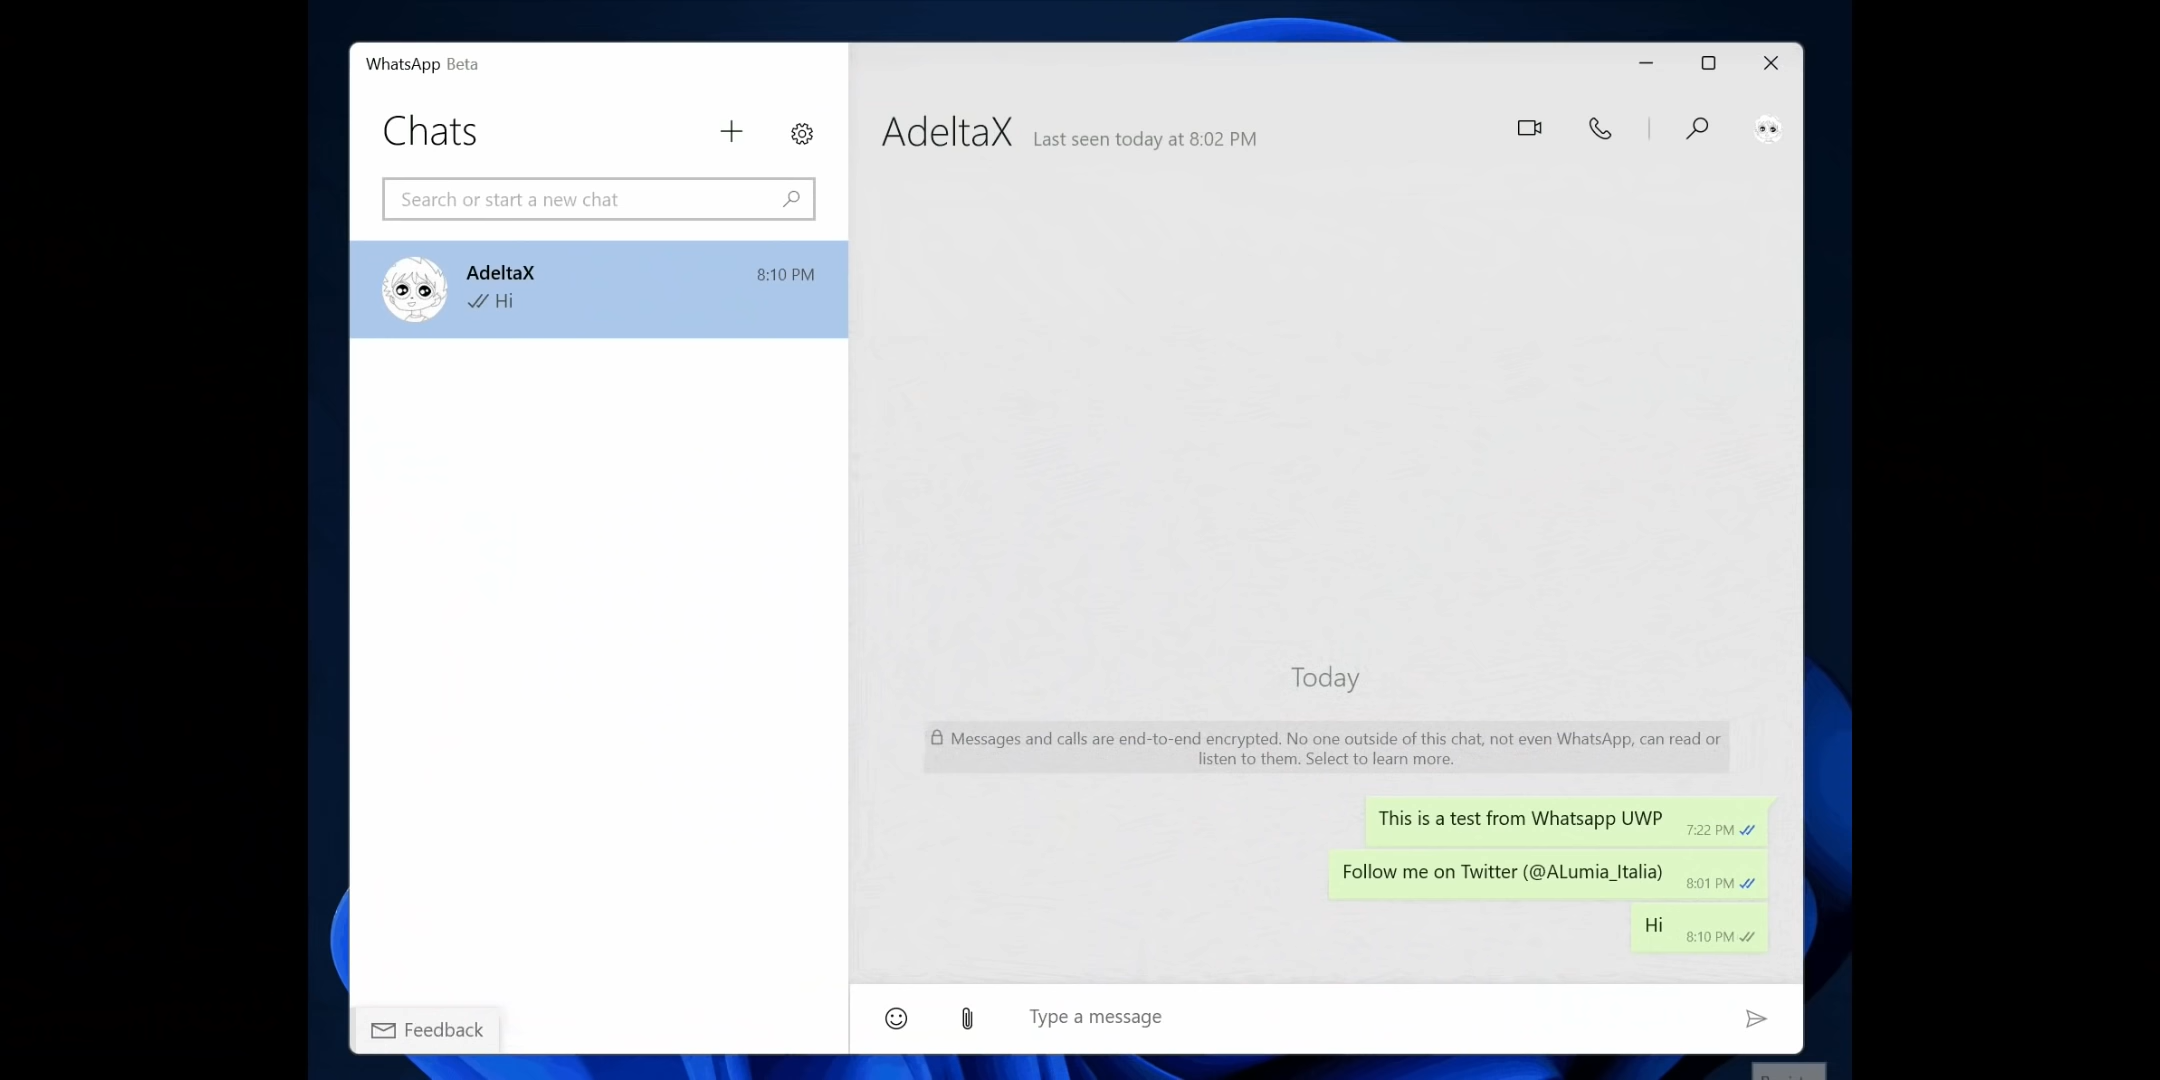 WhatsApp Beta
Chats
Search or start a new chat
AdeltaX
8:10 PM
Hi
Feedback
AdeltaX Last seen today at 8:02 PM
Today
Messages and calls are end-to-end encrypted. No one outside of this chat, not even WhatsApp, can read or
listen to them. Select to learn more.
This is a test from Whatsapp UWP 7:22 PM
Follow me on Twitter (@ALumia_Italia) 8:01 PM
Hi 8:10 PM
Type a message